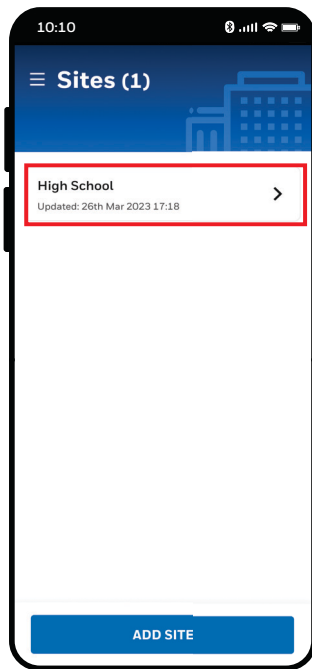 10:10
Sites (1)
High School
Updated: 26th Mar 2023 17:18
ADD SITE